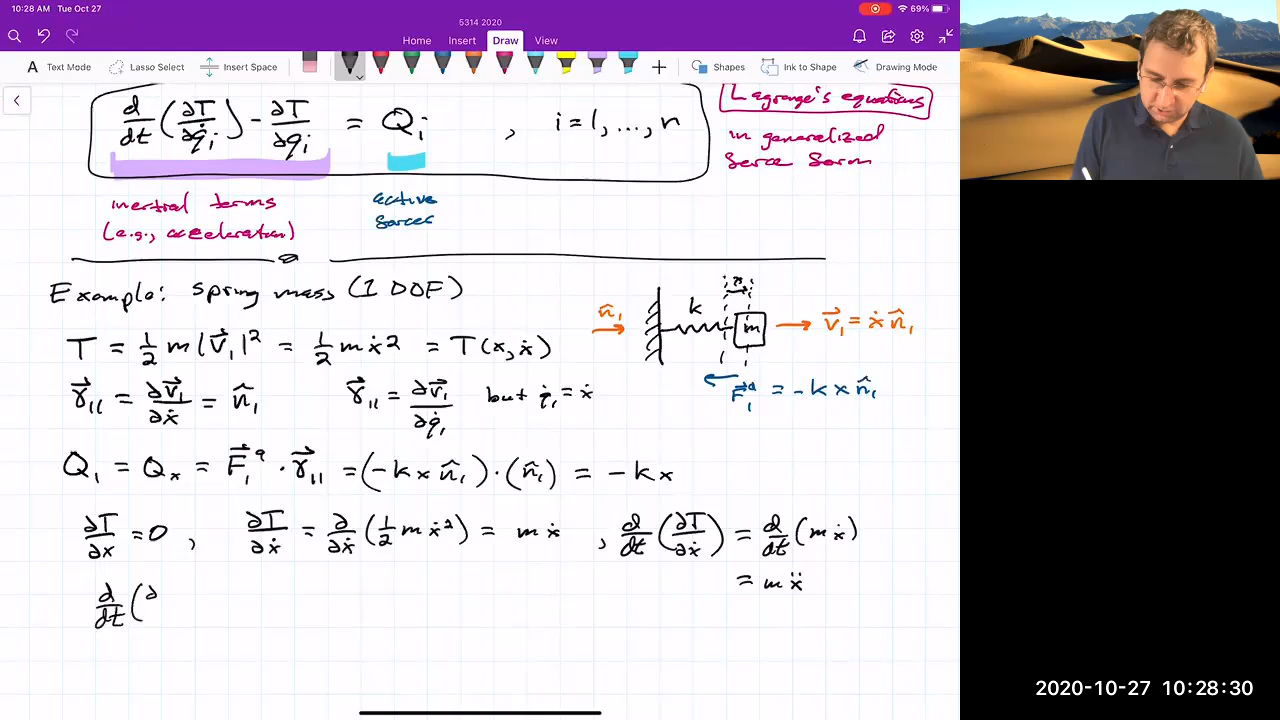 10:28 AM Tue Oct 27
69%
5314 2020
Home Insert Draw View
Text Mode Lasso Select Insert Space Shapes Ink to Shape Drawing Mode
d/dt (∂T/∂q̇ᵢ) - ∂T/∂qᵢ = Qᵢ , i = 1, ..., n
Lagrange's equations
in generalized
force form
inertial terms
(e.g., acceleration)
active
forces
Example: spring mass (1 DOF)
n̂₁
k
x
m
v⃗₁ = ẋ n̂₁
F⃗₁ᵃ = -k x n̂₁
T = ½ m |v⃗₁|² = ½ m ẋ² = T(x, ẋ)
γ⃗₁₁ = ∂v⃗₁/∂ẋ = n̂₁ γ⃗₁₁ = ∂v⃗₁/∂q̇₁ but q̇₁ = ẋ
Q₁ = Qₓ = F⃗₁ᵃ · γ⃗₁₁ = (-k x n̂₁) · (n̂₁) = -k x
∂T/∂x = 0 , ∂T/∂ẋ = ∂/∂ẋ (½ m ẋ²) = m ẋ , d/dt (∂T/∂ẋ) = d/dt (m ẋ)
= m ẍ
d/dt (∂
2020-10-27 10:28:30